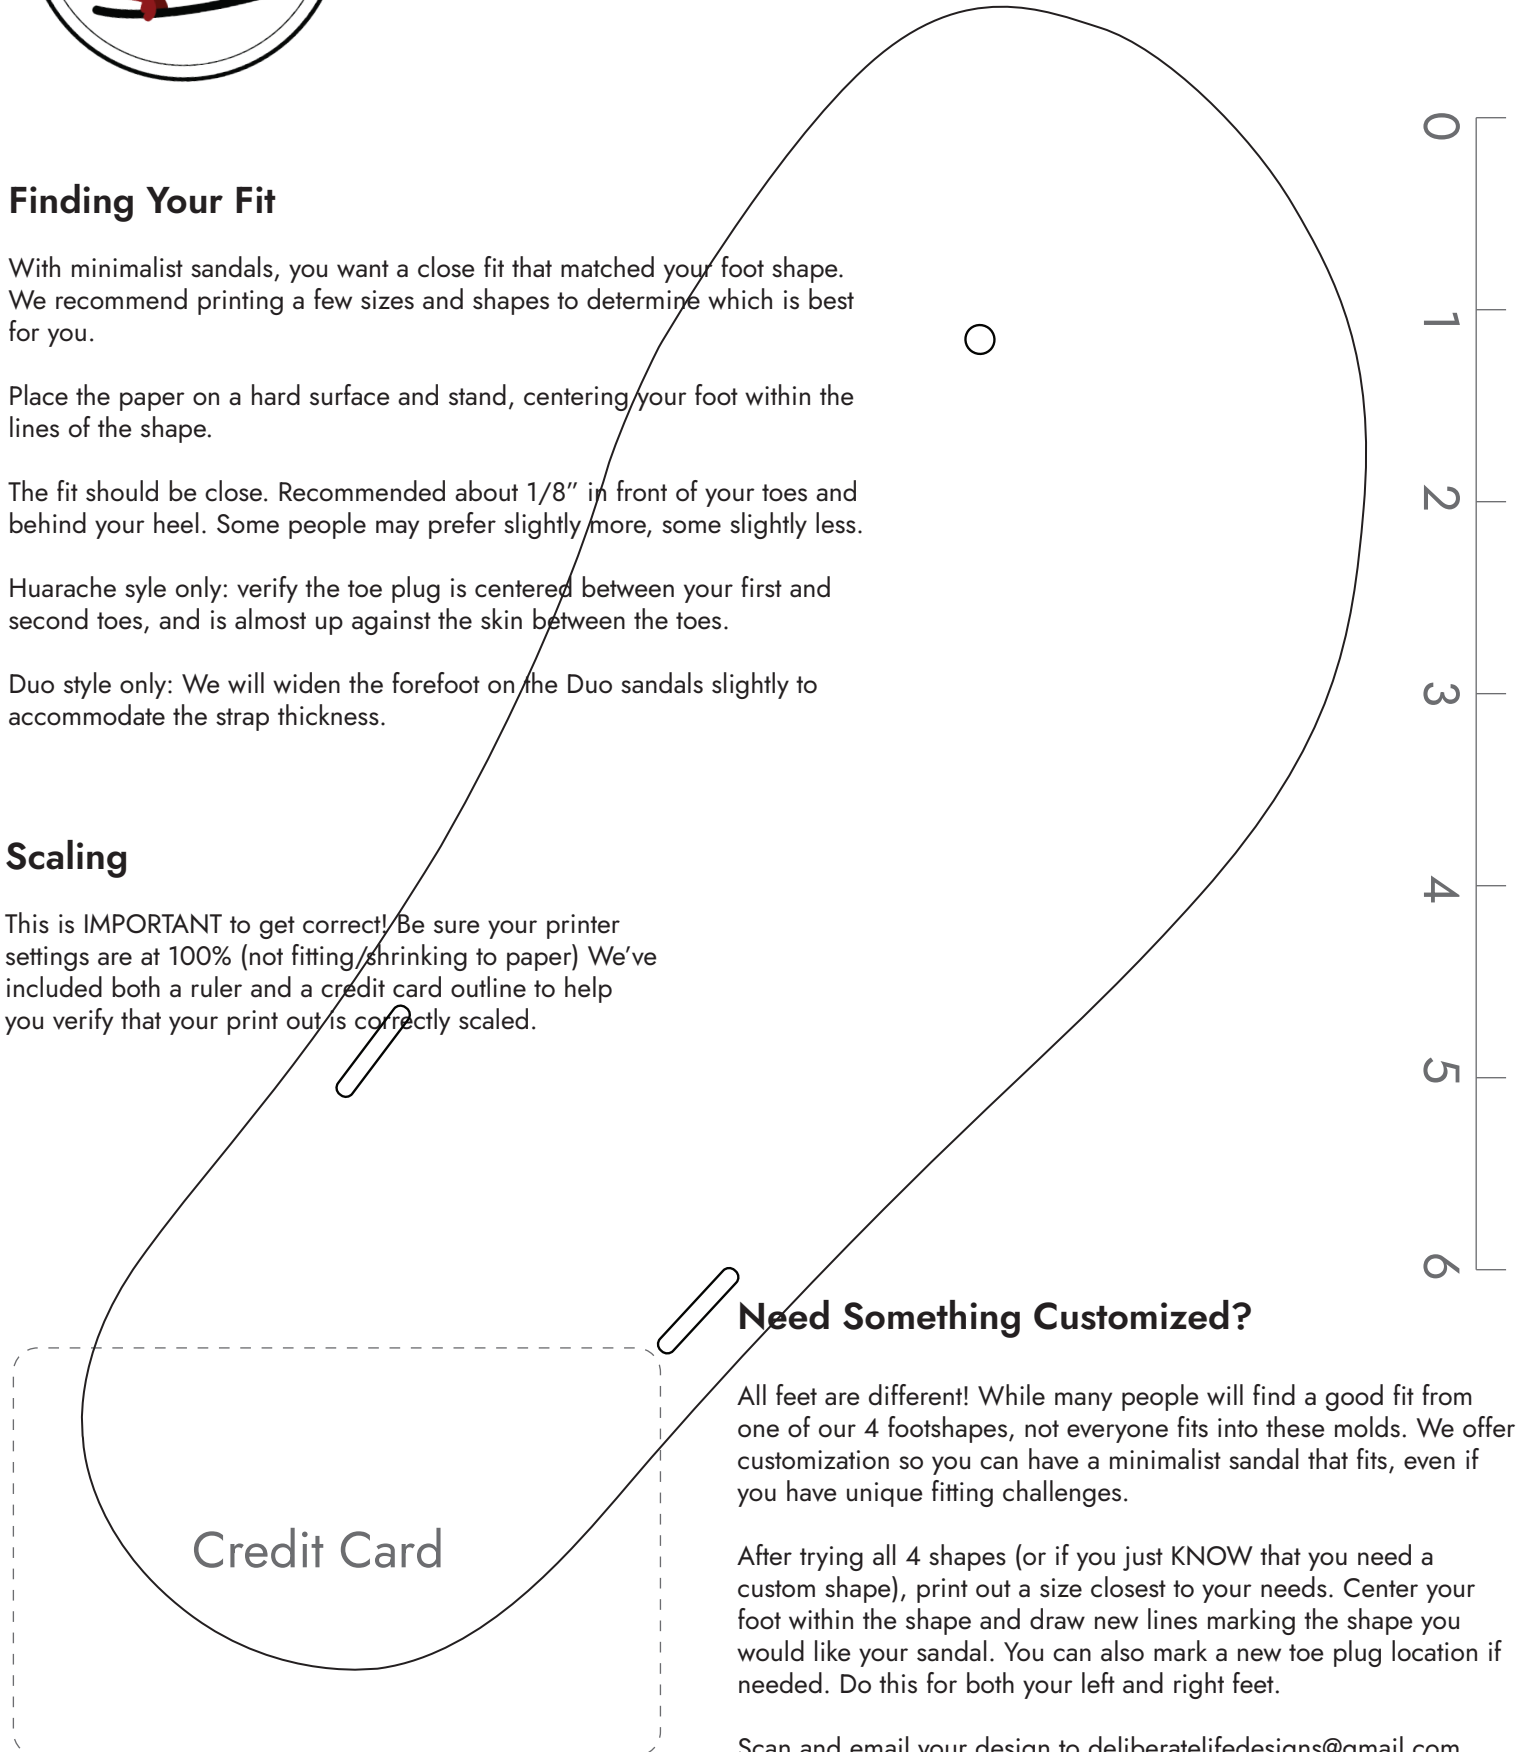 Finding Your Fit
With minimalist sandals, you want a close fit that matched your foot shape.
We recommend printing a few sizes and shapes to determine which is best
for you.
Place the paper on a hard surface and stand, centering your foot within the
lines of the shape.
The fit should be close. Recommended about 1/8” in front of your toes and
behind your heel. Some people may prefer slightly more, some slightly less.
Huarache syle only: verify the toe plug is centered between your first and
second toes, and is almost up against the skin between the toes.
Duo style only: We will widen the forefoot on the Duo sandals slightly to
accommodate the strap thickness.
Scaling
This is IMPORTANT to get correct! Be sure your printer
settings are at 100% (not fitting/shrinking to paper) We’ve
included both a ruler and a credit card outline to help
you verify that your print out is correctly scaled.
0
1
2
3
4
5
6
Credit Card
Need Something Customized?
All feet are different! While many people will find a good fit from
one of our 4 footshapes, not everyone fits into these molds. We offer
customization so you can have a minimalist sandal that fits, even if
you have unique fitting challenges.
After trying all 4 shapes (or if you just KNOW that you need a
custom shape), print out a size closest to your needs. Center your
foot within the shape and draw new lines marking the shape you
would like your sandal. You can also mark a new toe plug location if
needed. Do this for both your left and right feet.
Scan and email your design to deliberatelifedesigns@gmail.com